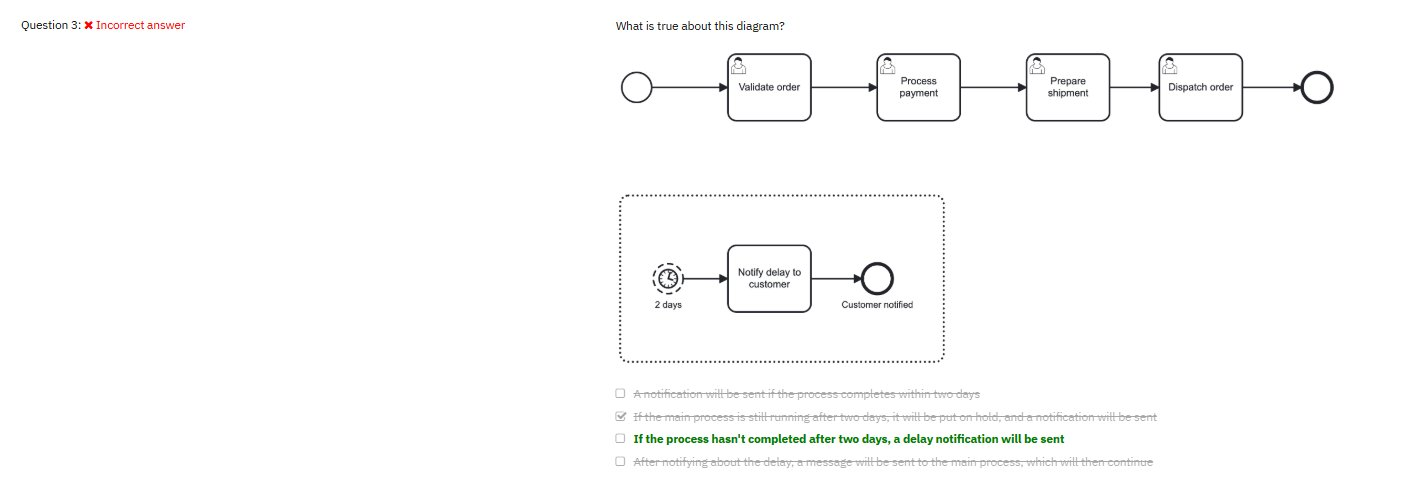 Question 3: ✖ Incorrect answer
What is true about this diagram?
Validate order
Process
payment
Prepare
shipment
Dispatch order
Notify delay to
customer
2 days
Customer notified
A notification will be sent if the process completes within two days
If the main process is still running after two days, it will be put on hold, and a notification will be sent
If the process hasn't completed after two days, a delay notification will be sent
After notifying about the delay, a message will be sent to the main process, which will then continue